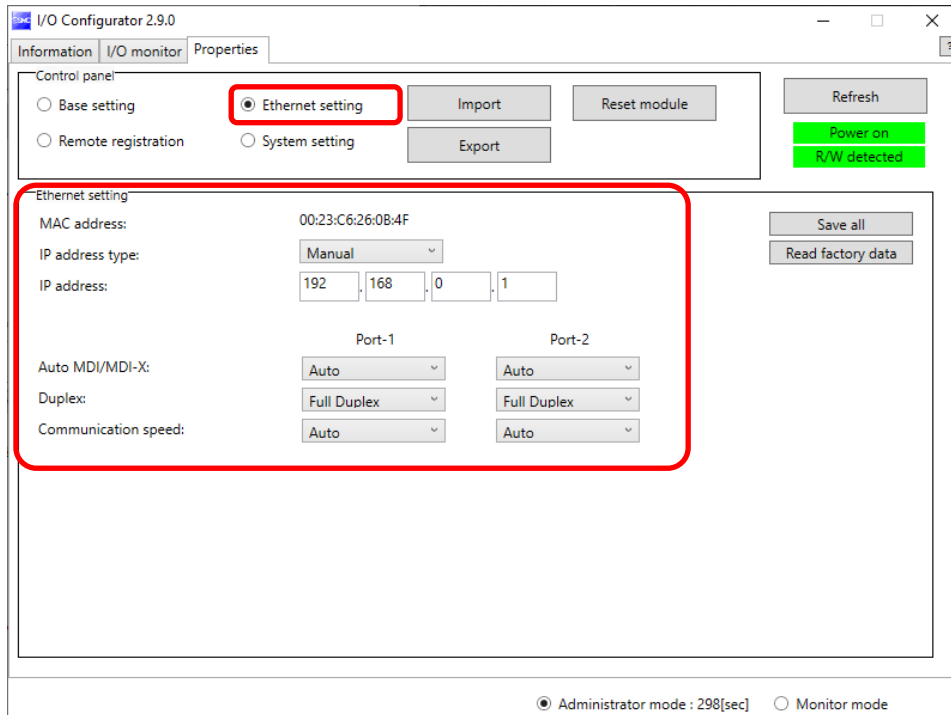 SMC I/O Configurator 2.9.0
Information I/O monitor Properties ?
Control panel
Base setting Ethernet setting Import Reset module Refresh
Remote registration System setting Export Power on
R/W detected
Ethernet setting
MAC address: 00:23:C6:26:0B:4F Save all
IP address type: Manual Read factory data
IP address: 192 . 168 . 0 . 1
Port-1 Port-2
Auto MDI/MDI-X: Auto Auto
Duplex: Full Duplex Full Duplex
Communication speed: Auto Auto
Administrator mode : 298[sec] Monitor mode